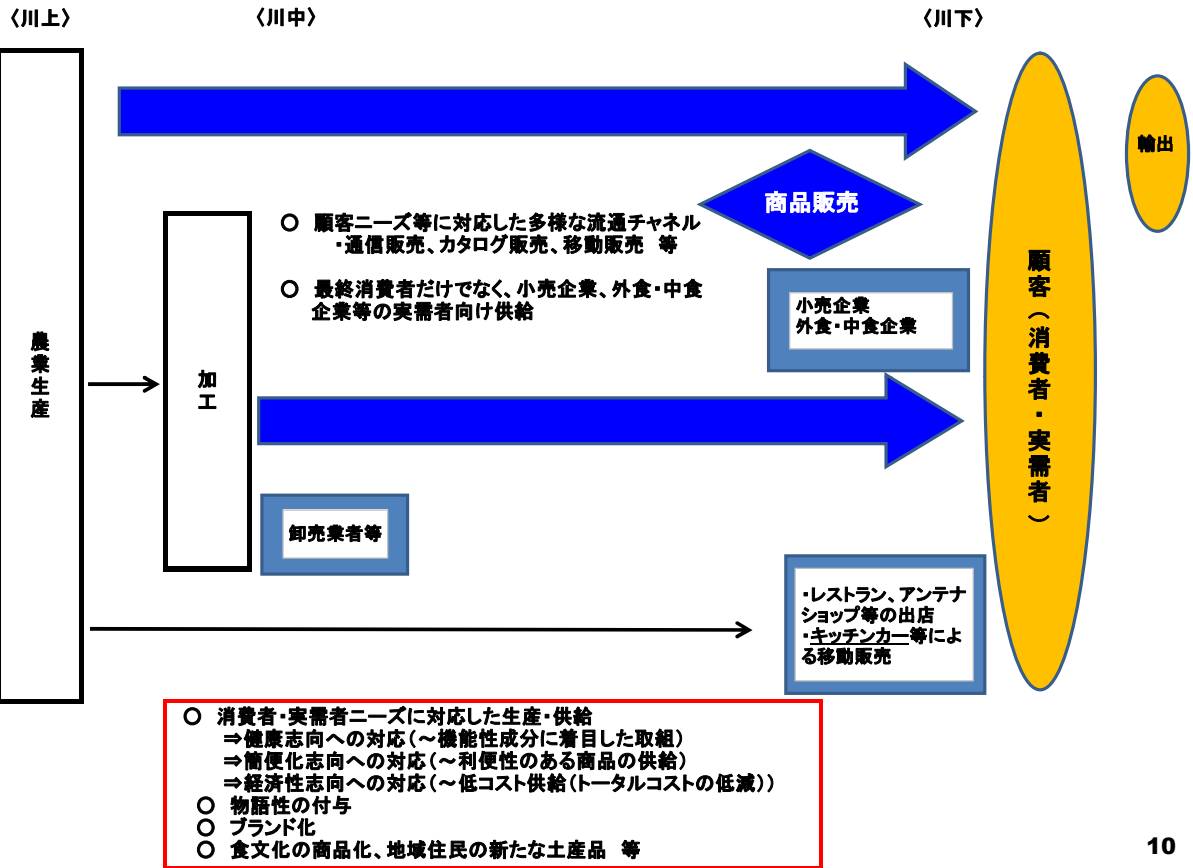 〈川上〉
〈川中〉
〈川下〉
輸出
商品販売
○ 顧客ニーズ等に対応した多様な流通チャネル
・通信販売、カタログ販売、移動販売 等
○ 最終消費者だけでなく、小売企業、外食・中食
企業等の実需者向け供給
小売企業
外食・中食企業
農業生産
加工
顧客（消費者・実需者）
卸売業者等
・レストラン、アンテナ
ショップ等の出店
・キッチンカー等によ
る移動販売
○ 消費者・実需者ニーズに対応した生産・供給
⇒健康志向への対応（～機能性成分に着目した取組）
⇒簡便化志向への対応（～利便性のある商品の供給）
⇒経済性志向への対応（～低コスト供給（トータルコストの低減））
○ 物語性の付与
○ ブランド化
○ 食文化の商品化、地域住民の新たな土産品 等
10